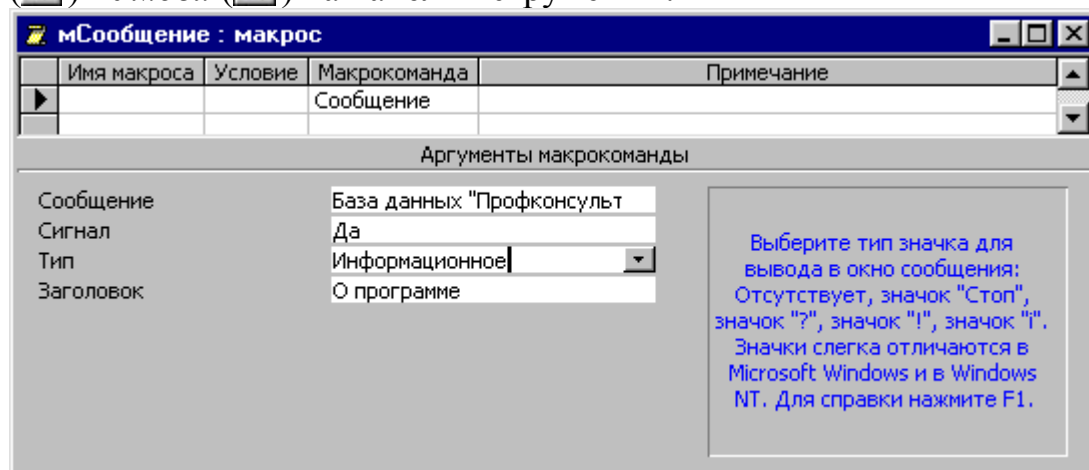 мСообщение : макрос
Имя макроса Условие Макрокоманда Примечание
Сообщение
Аргументы макрокоманды
Сообщение База данных "Профконсульт
Сигнал Да
Тип Информационное
Заголовок О программе
Выберите тип значка для
вывода в окно сообщения:
Отсутствует, значок "Стоп",
значок "?", значок "!", значок "i".
Значки слегка отличаются в
Microsoft Windows и в Windows
NT. Для справки нажмите F1.